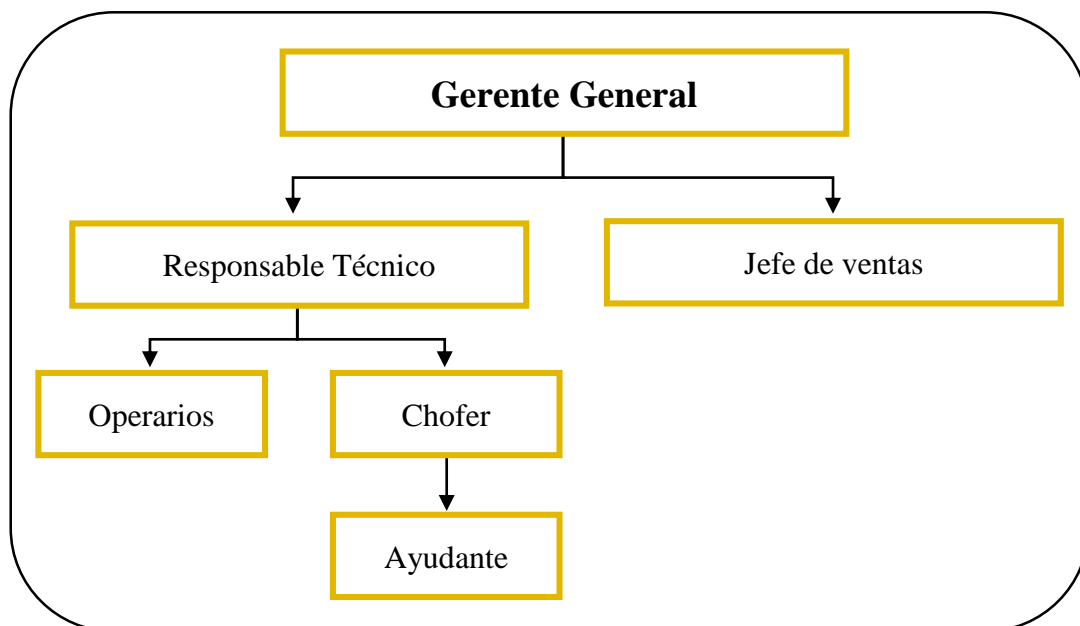 Gerente General
Responsable Técnico
Jefe de ventas
Operarios
Chofer
Ayudante